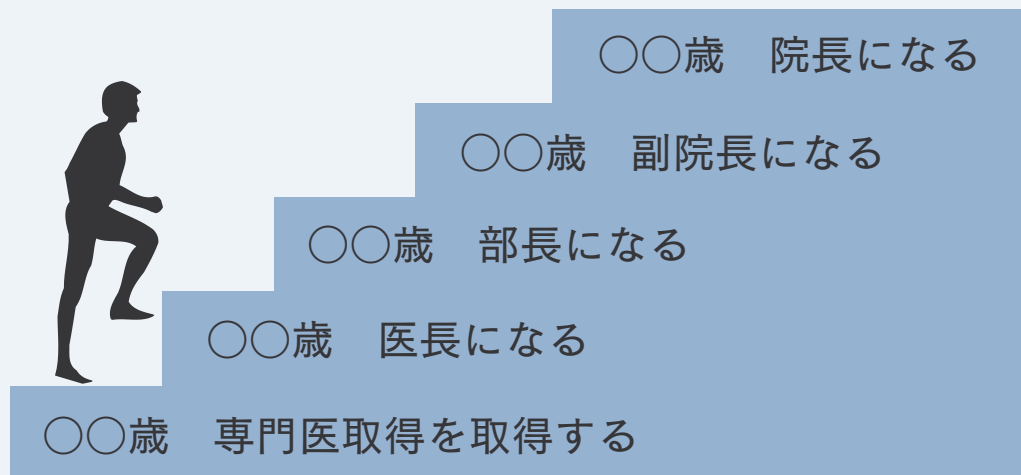 ○○歳　院長になる
○○歳　副院長になる
○○歳　部長になる
○○歳　医長になる
○○歳　専門医取得を取得する